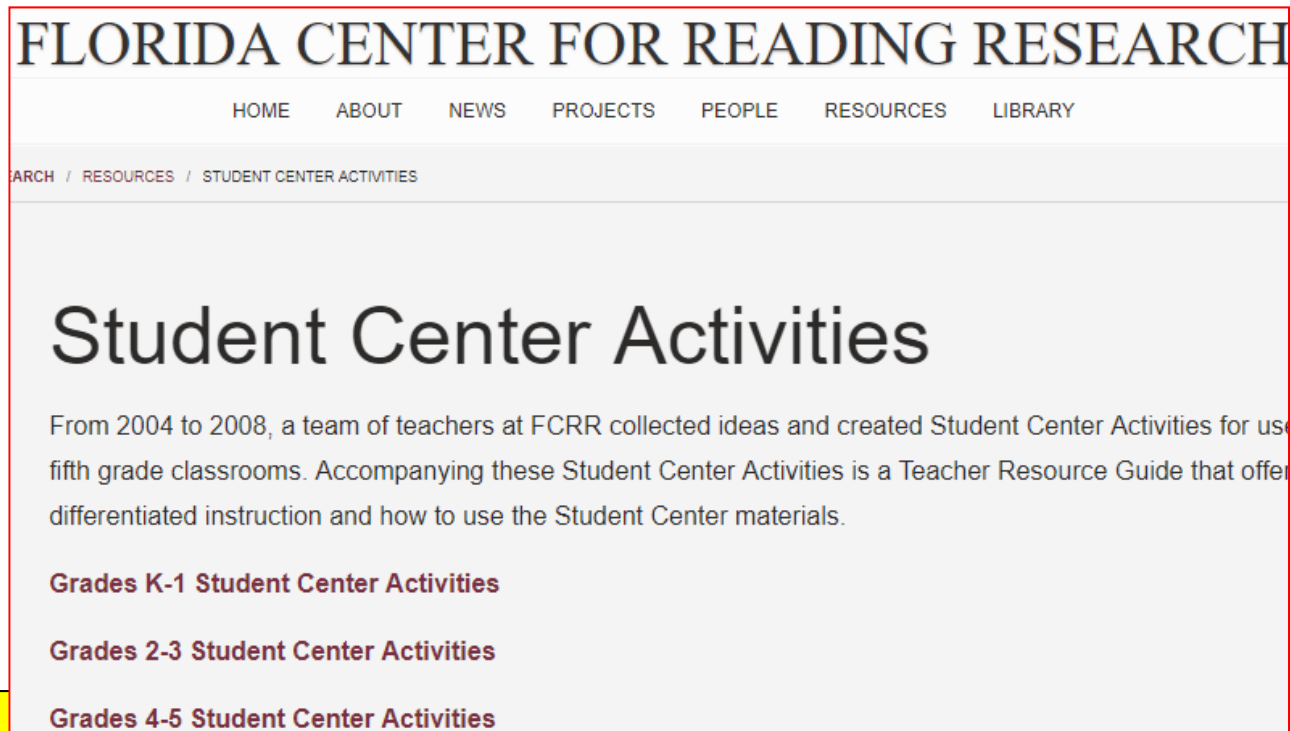 FLORIDA CENTER FOR READING RESEARCH
HOME ABOUT NEWS PROJECTS PEOPLE RESOURCES LIBRARY
ARCH / RESOURCES / STUDENT CENTER ACTIVITIES
Student Center Activities
From 2004 to 2008, a team of teachers at FCRR collected ideas and created Student Center Activities for use
fifth grade classrooms. Accompanying these Student Center Activities is a Teacher Resource Guide that offer
differentiated instruction and how to use the Student Center materials.
Grades K-1 Student Center Activities
Grades 2-3 Student Center Activities
Grades 4-5 Student Center Activities